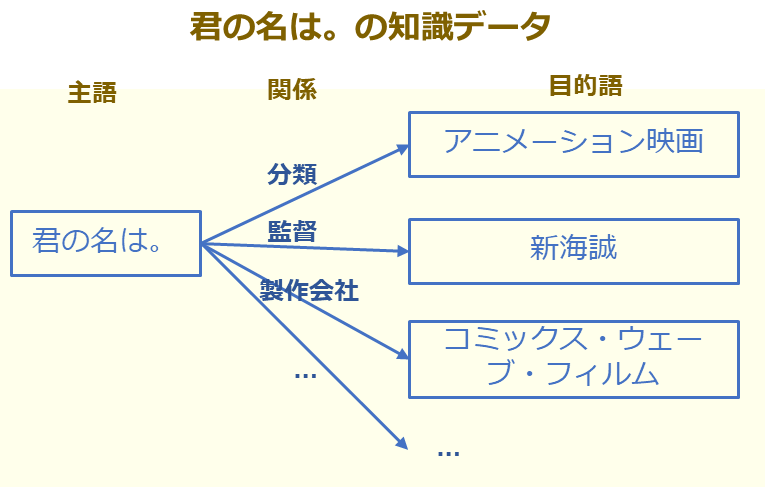 君の名は。の知識データ
主語
関係
目的語
アニメーション映画
分類
君の名は。
監督
新海誠
製作会社
コミックス・ウェー
ブ・フィルム
...
...